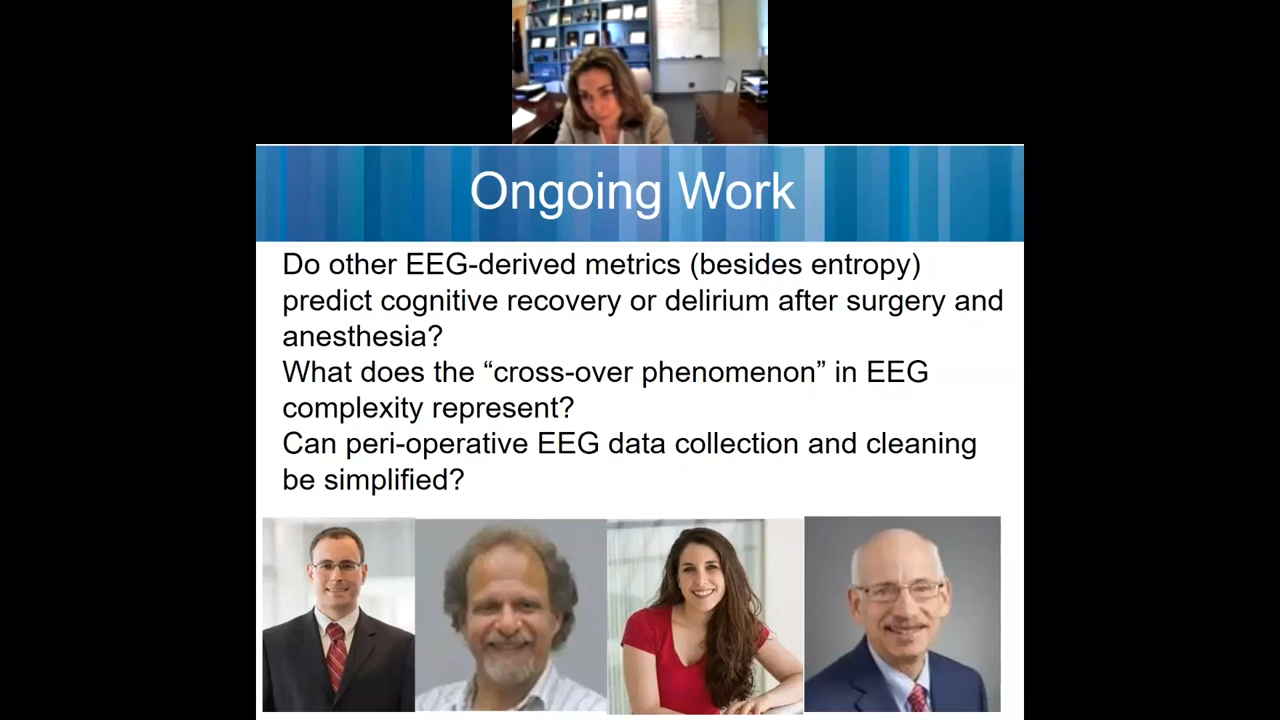 Ongoing Work
Do other EEG-derived metrics (besides entropy)
predict cognitive recovery or delirium after surgery and
anesthesia?
What does the “cross-over phenomenon” in EEG
complexity represent?
Can peri-operative EEG data collection and cleaning
be simplified?